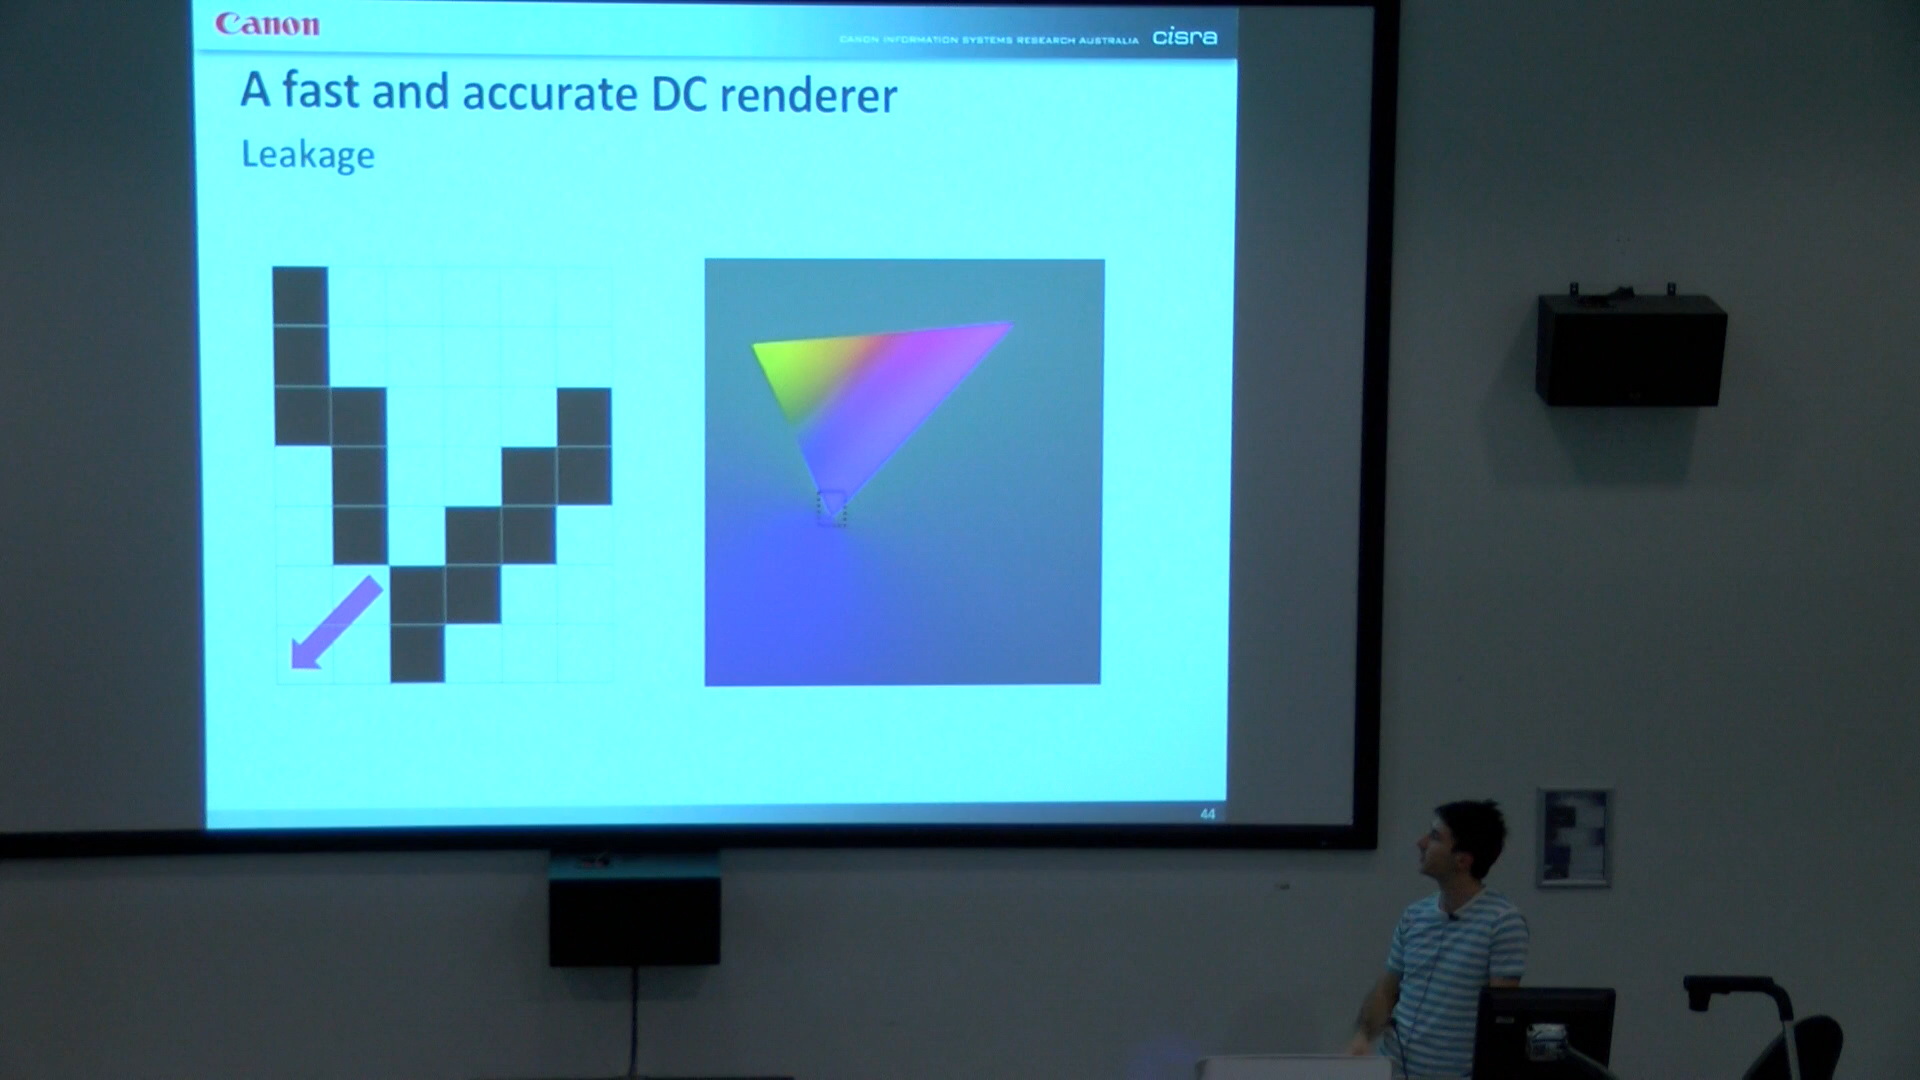 Canon
CANON INFORMATION SYSTEMS RESEARCH AUSTRALIA cisra
A fast and accurate DC renderer
Leakage
44